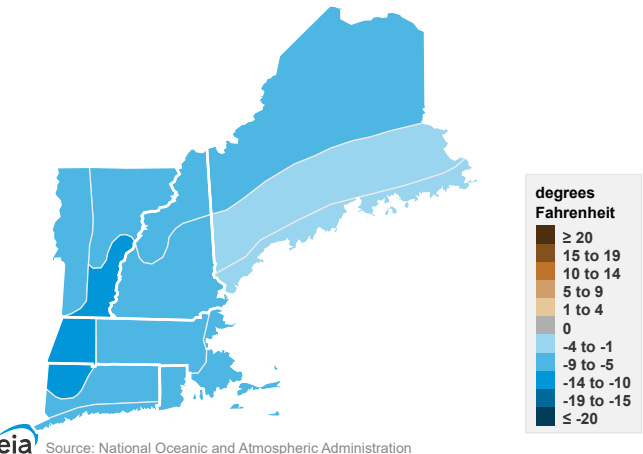 degrees
Fahrenheit
≥ 20
15 to 19
10 to 14
5 to 9
1 to 4
0
-4 to -1
-9 to -5
-14 to -10
-19 to -15
≤ -20
eia Source: National Oceanic and Atmospheric Administration